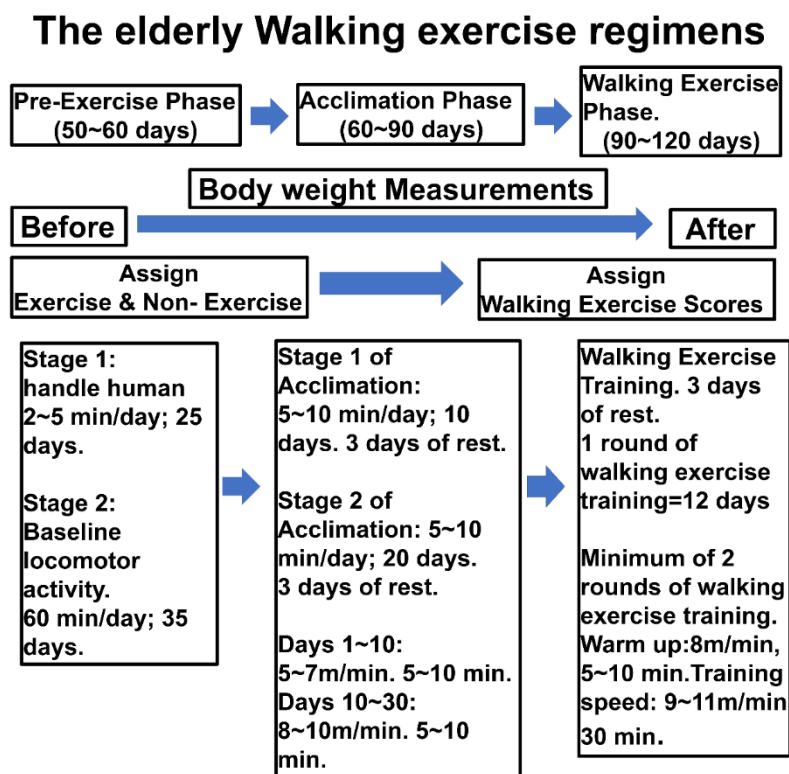 The elderly Walking exercise regimens
Pre-Exercise Phase
(50~60 days)
Acclimation Phase
(60~90 days)
Walking Exercise
Phase.
(90~120 days)
Body weight Measurements
Before
After
Assign
Exercise & Non- Exercise
Assign
Walking Exercise Scores
Stage 1:
handle human
2~5 min/day; 25
days.
Stage 2:
Baseline
locomotor
activity.
60 min/day; 35
days.
Stage 1 of
Acclimation:
5~10 min/day; 10
days. 3 days of rest.
Stage 2 of
Acclimation: 5~10
min/day; 20 days.
3 days of rest.
Days 1~10:
5~7m/min. 5~10 min.
Days 10~30:
8~10m/min. 5~10
min.
Walking Exercise
Training. 3 days
of rest.
1 round of
walking exercise
training=12 days
Minimum of 2
rounds of walking
exercise training.
Warm up:8m/min,
5~10 min.Training
speed: 9~11m/min
30 min.